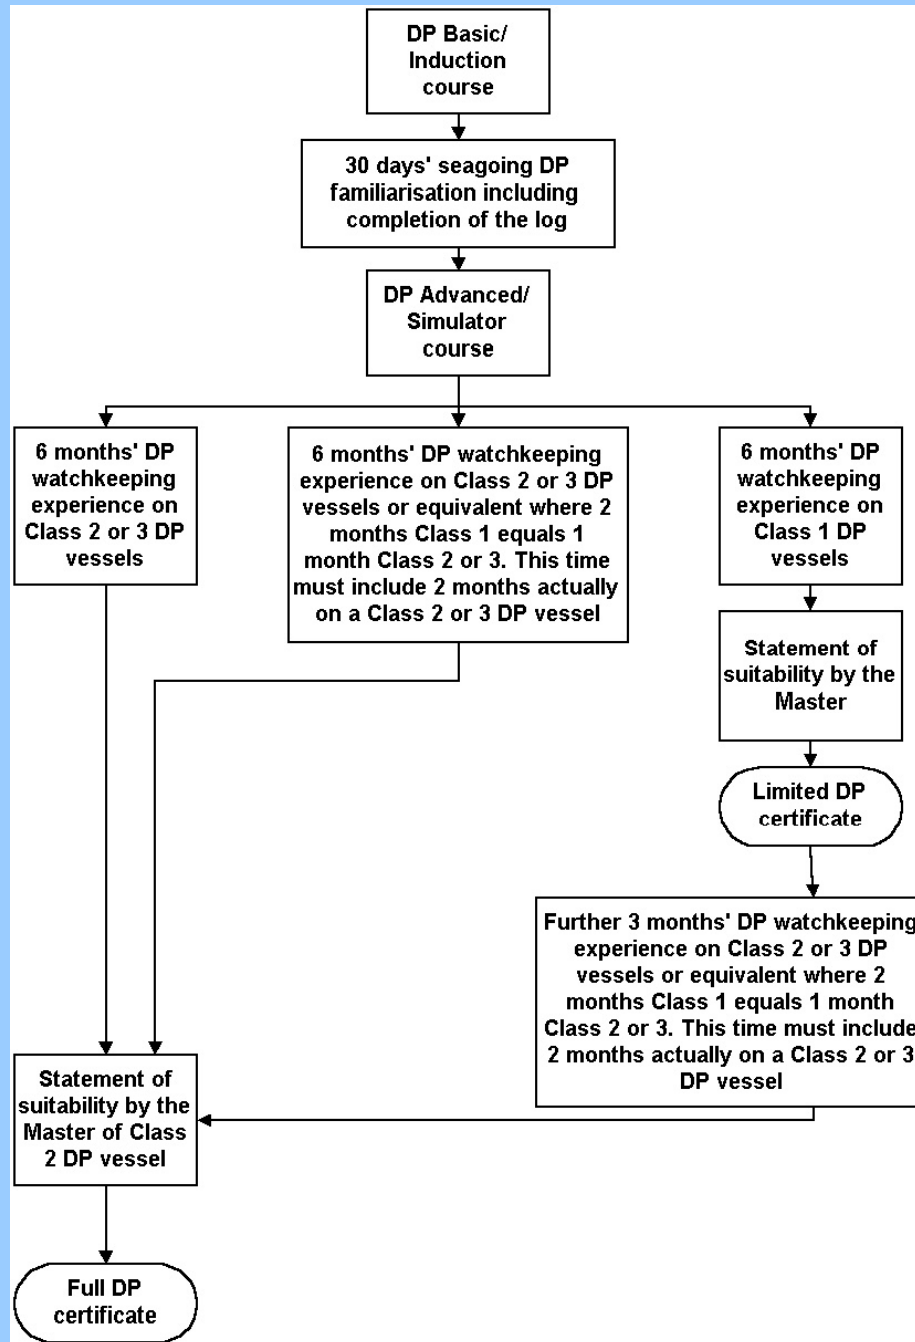 DP Basic/
Induction
course
30 days' seagoing DP
familiarisation including
completion of the log
DP Advanced/
Simulator
course
6 months' DP
watchkeeping
experience on
Class 2 or 3 DP
vessels
6 months' DP watchkeeping
experience on Class 2 or 3 DP
vessels or equivalent where 2
months Class 1 equals 1
month Class 2 or 3. This time
must include 2 months actually
on a Class 2 or 3 DP vessel
6 months' DP
watchkeeping
experience on
Class 1 DP
vessels
Statement of
suitability by the
Master
Limited DP
certificate
Further 3 months' DP watchkeeping
experience on Class 2 or 3 DP
vessels or equivalent where 2
months Class 1 equals 1 month
Class 2 or 3. This time must include
2 months actually on a Class 2 or 3
DP vessel
Statement of
suitability by the
Master of Class
2 DP vessel
Full DP
certificate